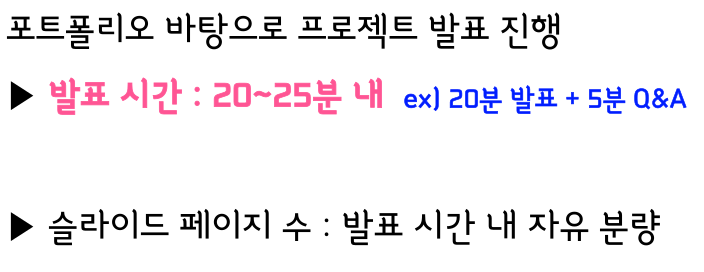 포트폴리오 바탕으로 프로젝트 발표 진행
▶ 발표 시간 : 20~25분 내 ex) 20분 발표 + 5분 Q&A
▶ 슬라이드 페이지 수 : 발표 시간 내 자유 분량